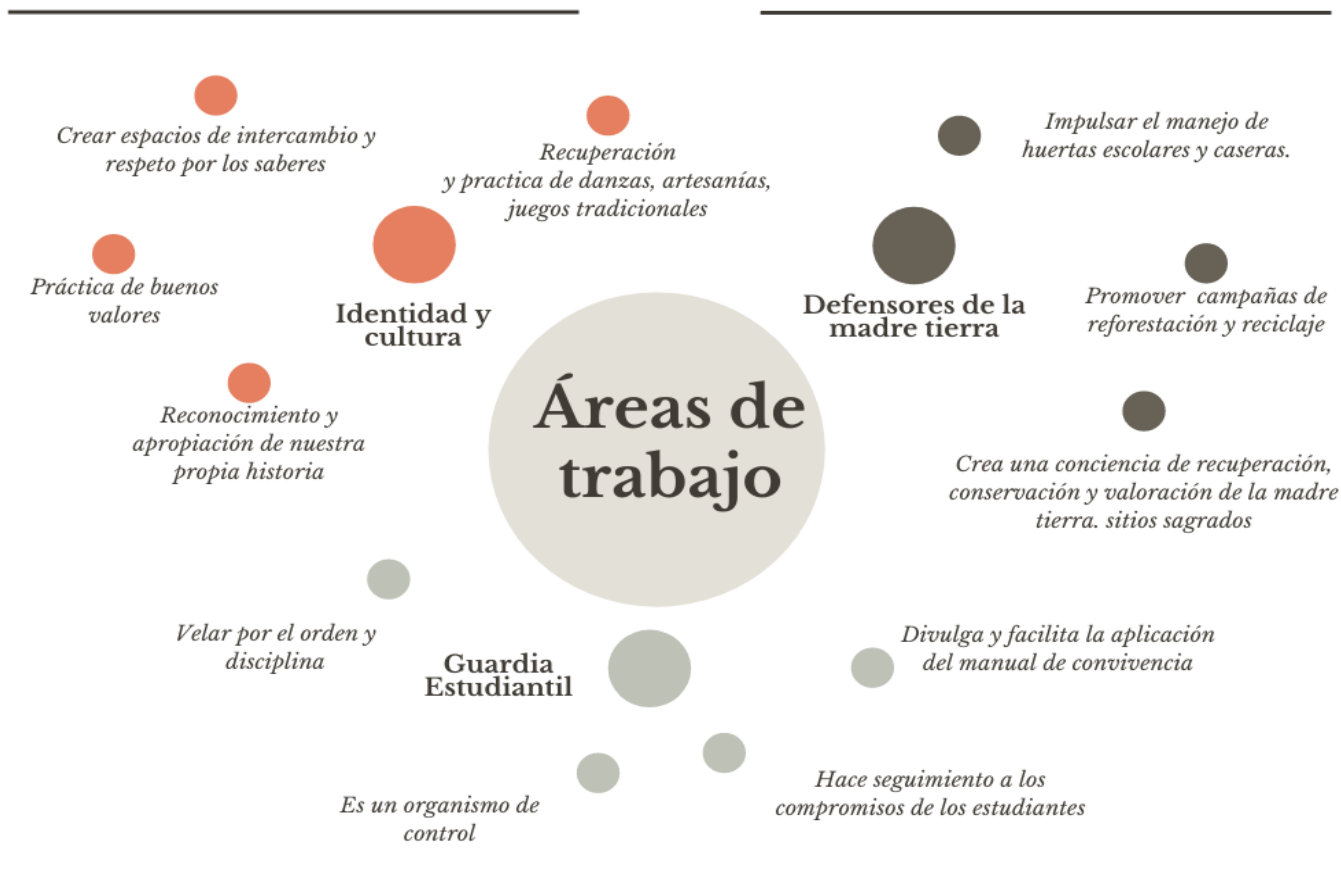 Crear espacios de intercambio y
respeto por los saberes
Recuperación
y practica de danzas, artesanías,
juegos tradicionales
Práctica de buenos
valores
Identidad y
cultura
Reconocimiento y
apropiación de nuestra
propia historia
Impulsar el manejo de
huertas escolares y caseras.
Defensores de la
madre tierra
Promover campañas de
reforestación y reciclaje
Crea una conciencia de recuperación,
conservación y valoración de la madre
tierra. sitios sagrados
Áreas de
trabajo
Velar por el orden y
disciplina
Guardia
Estudiantil
Divulga y facilita la aplicación
del manual de convivencia
Es un organismo de
control
Hace seguimiento a los
compromisos de los estudiantes